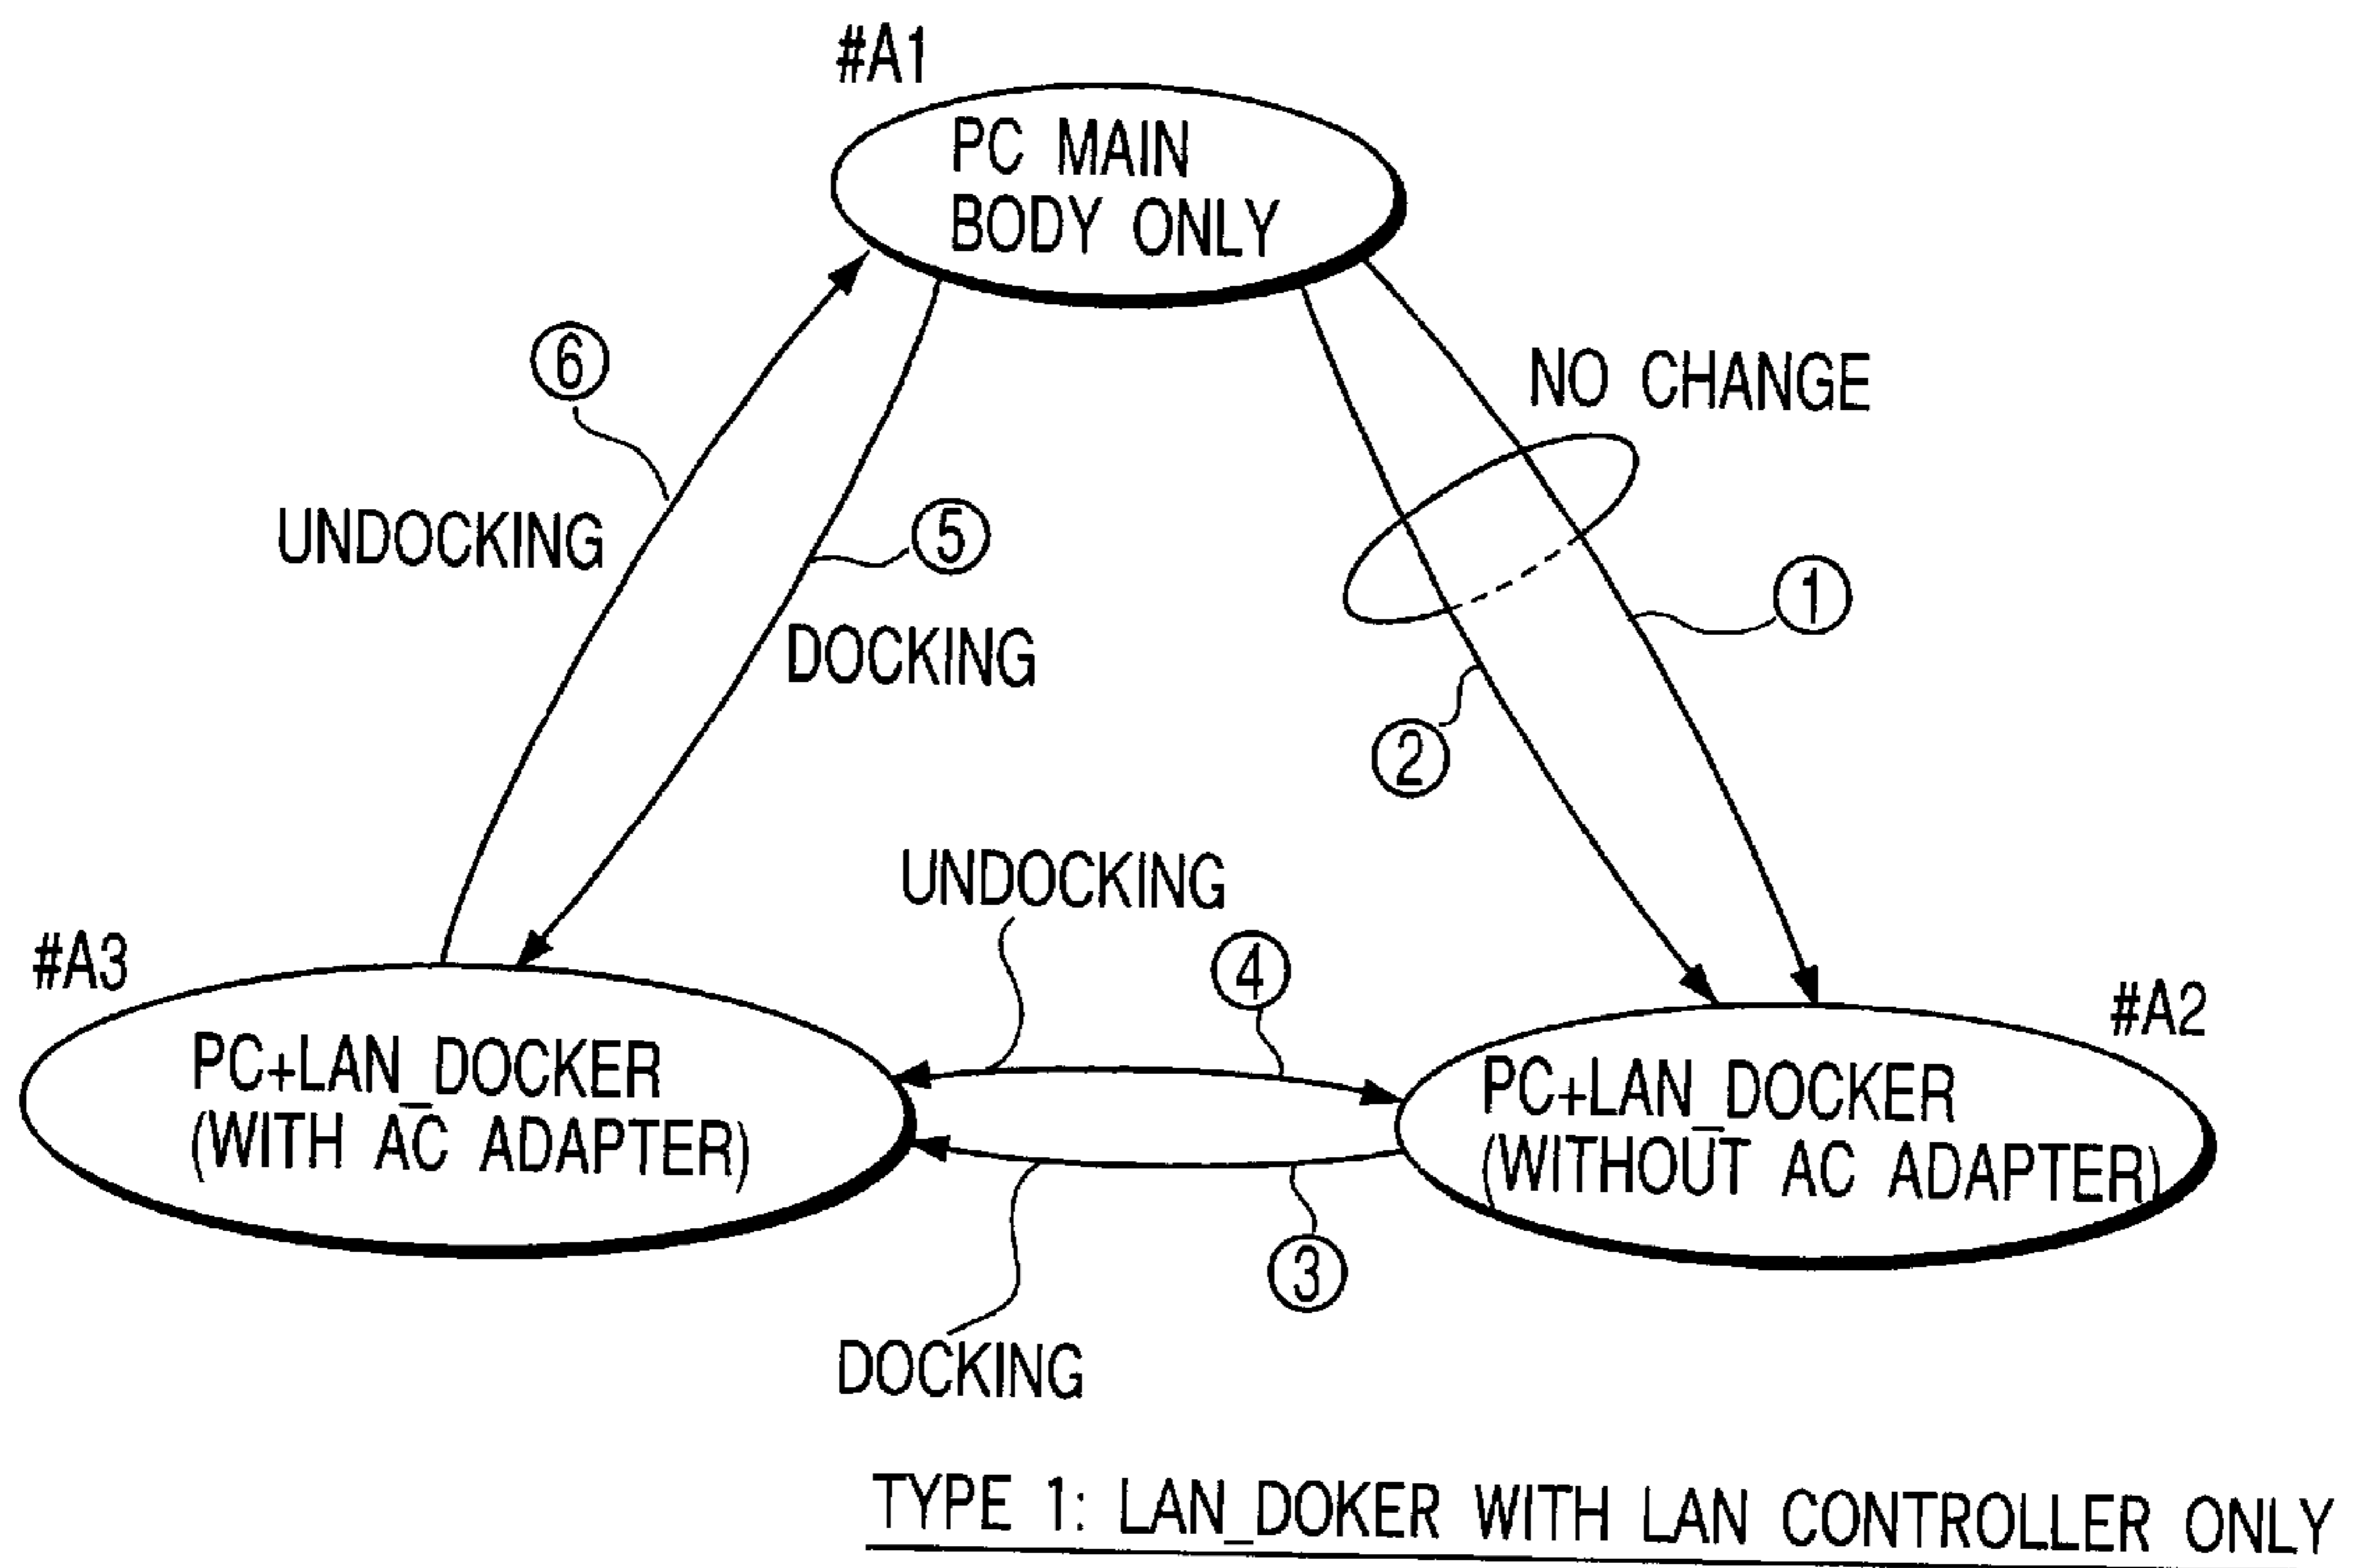 #A1
PC MAIN
BODY ONLY
NO CHANGE
⑥
UNDOCKING
⑤
DOCKING
①
②
UNDOCKING
④
#A3
#A2
PC+LAN_DOCKER
(WITH AC ADAPTER)
PC+LAN_DOCKER
(WITHOUT AC ADAPTER)
③
DOCKING
TYPE 1: LAN_DOKER WITH LAN CONTROLLER ONLY